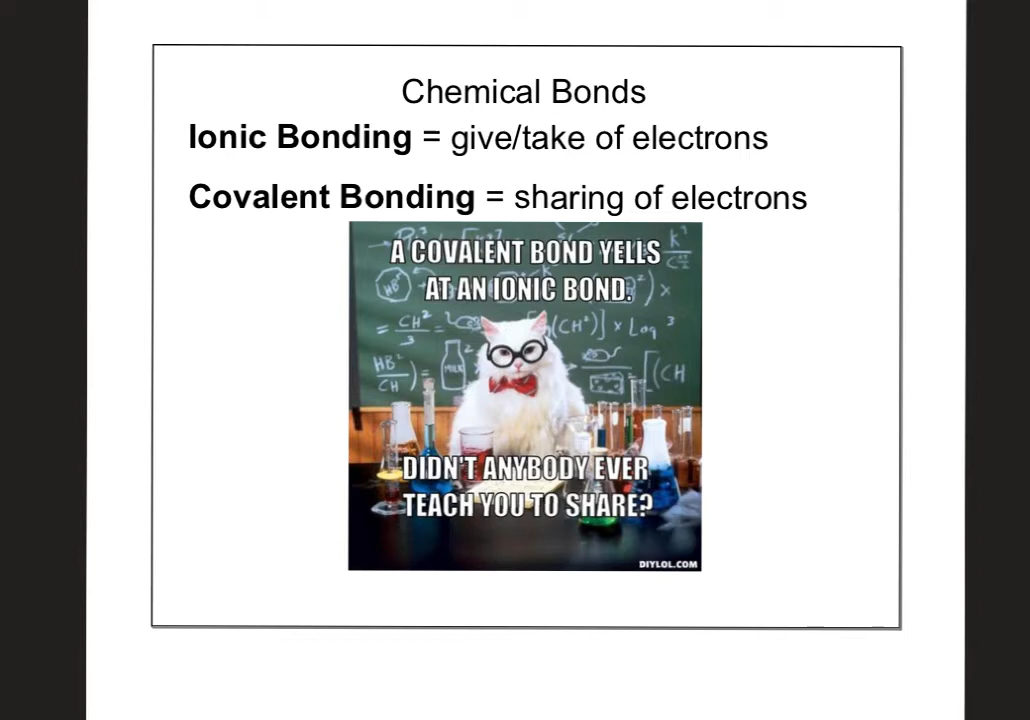 Chemical Bonds
Ionic Bonding = give/take of electrons
Covalent Bonding = sharing of electrons
A COVALENT BOND YELLS
AT AN IONIC BOND.
DIDN'T ANYBODY EVER
TEACH YOU TO SHARE?
DIYLOL.COM